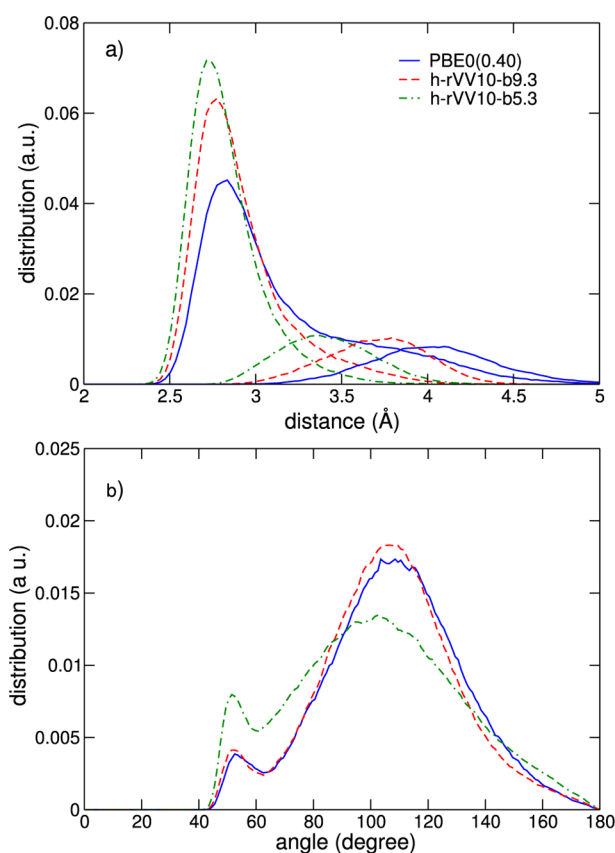 0.08
a)
PBE0(0.40)
h-rVV10-b9.3
h-rVV10-b5.3
0.06
0.04
0.02
0
distribution (a.u.)
2 2.5 3 3.5 4 4.5 5
distance (Å)
0.025
b)
0.02
0.015
0.01
0.005
0
distribution (a u.)
0 20 40 60 80 100 120 140 160 180
angle (degree)